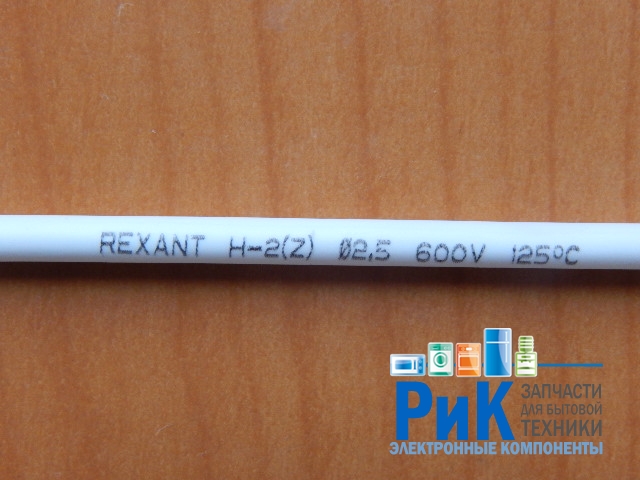 REXANT H-2(Z) Ø2,5 600V 125°C
РиК
ЗАПЧАСТИ
ДЛЯ БЫТОВОЙ
ТЕХНИКИ
ЭЛЕКТРОННЫЕ КОМПОНЕНТЫ